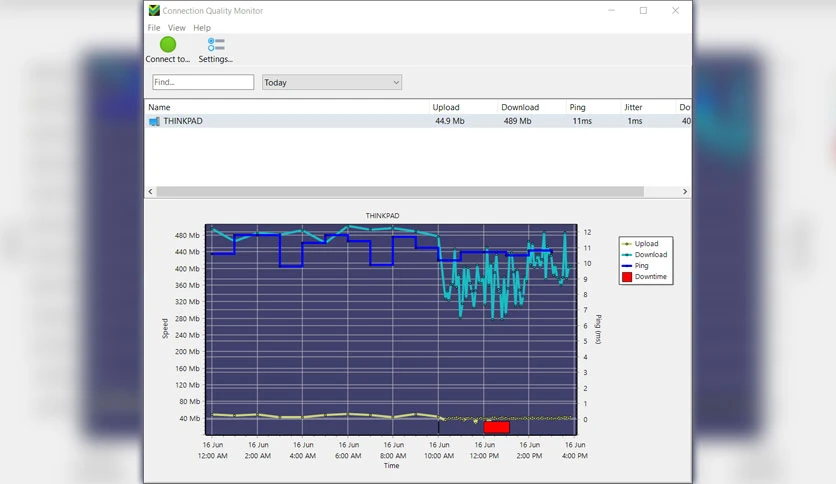 Connection Quality Monitor
File View Help
Connect to... Settings...
Find... Today
Name Upload Download Ping Jitter Do
THINKPAD 44.9 Mb 489 Mb 11ms 1ms 40
THINKPAD
480 Mb
440 Mb
400 Mb
360 Mb
320 Mb
280 Mb
240 Mb
200 Mb
160 Mb
120 Mb
80 Mb
40 Mb
Speed
12
11
10
9
8
7
6
5
4
3
2
1
0
Ping (ms)
Upload
Download
Ping
Downtime
16 Jun 16 Jun 16 Jun 16 Jun 16 Jun 16 Jun 16 Jun 16 Jun 16 Jun
12:00 AM 2:00 AM 4:00 AM 6:00 AM 8:00 AM 10:00 AM 12:00 PM 2:00 PM 4:00 PM
Time